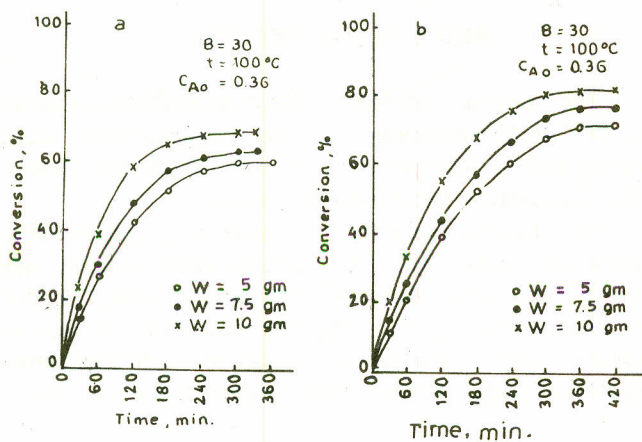 a
B = 30
t = 100 °C
C Ao = 0.36
Conversion, %
100
80
60
40
20
0
o W = 5 gm
• W = 7.5 gm
x W = 10 gm
0 60 120 180 240 300 360
Time, min.
b
B = 30
t = 100 °C
C Ao = 0.36
Conversion, %
100
80
60
40
20
0
o W = 5 gm
• W = 7.5 gm
x W = 10 gm
0 60 120 180 240 300 360 420
Time, min.